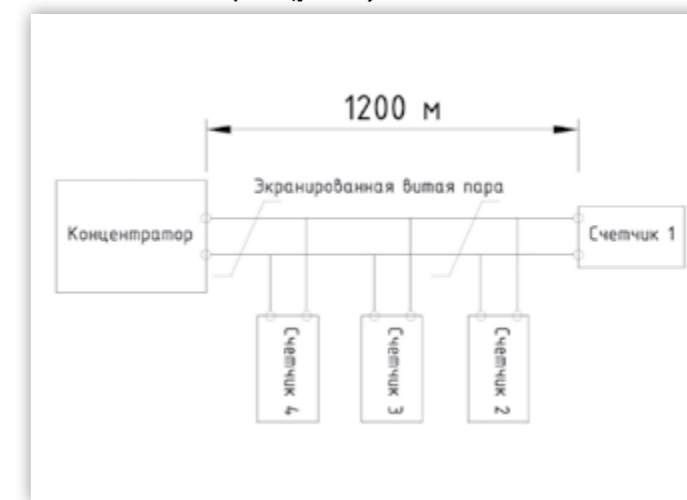 1200 м
Экранированная витая пара
Концентратор
Счетчик 1
Счетчик 4
Счетчик 3
Счетчик 2